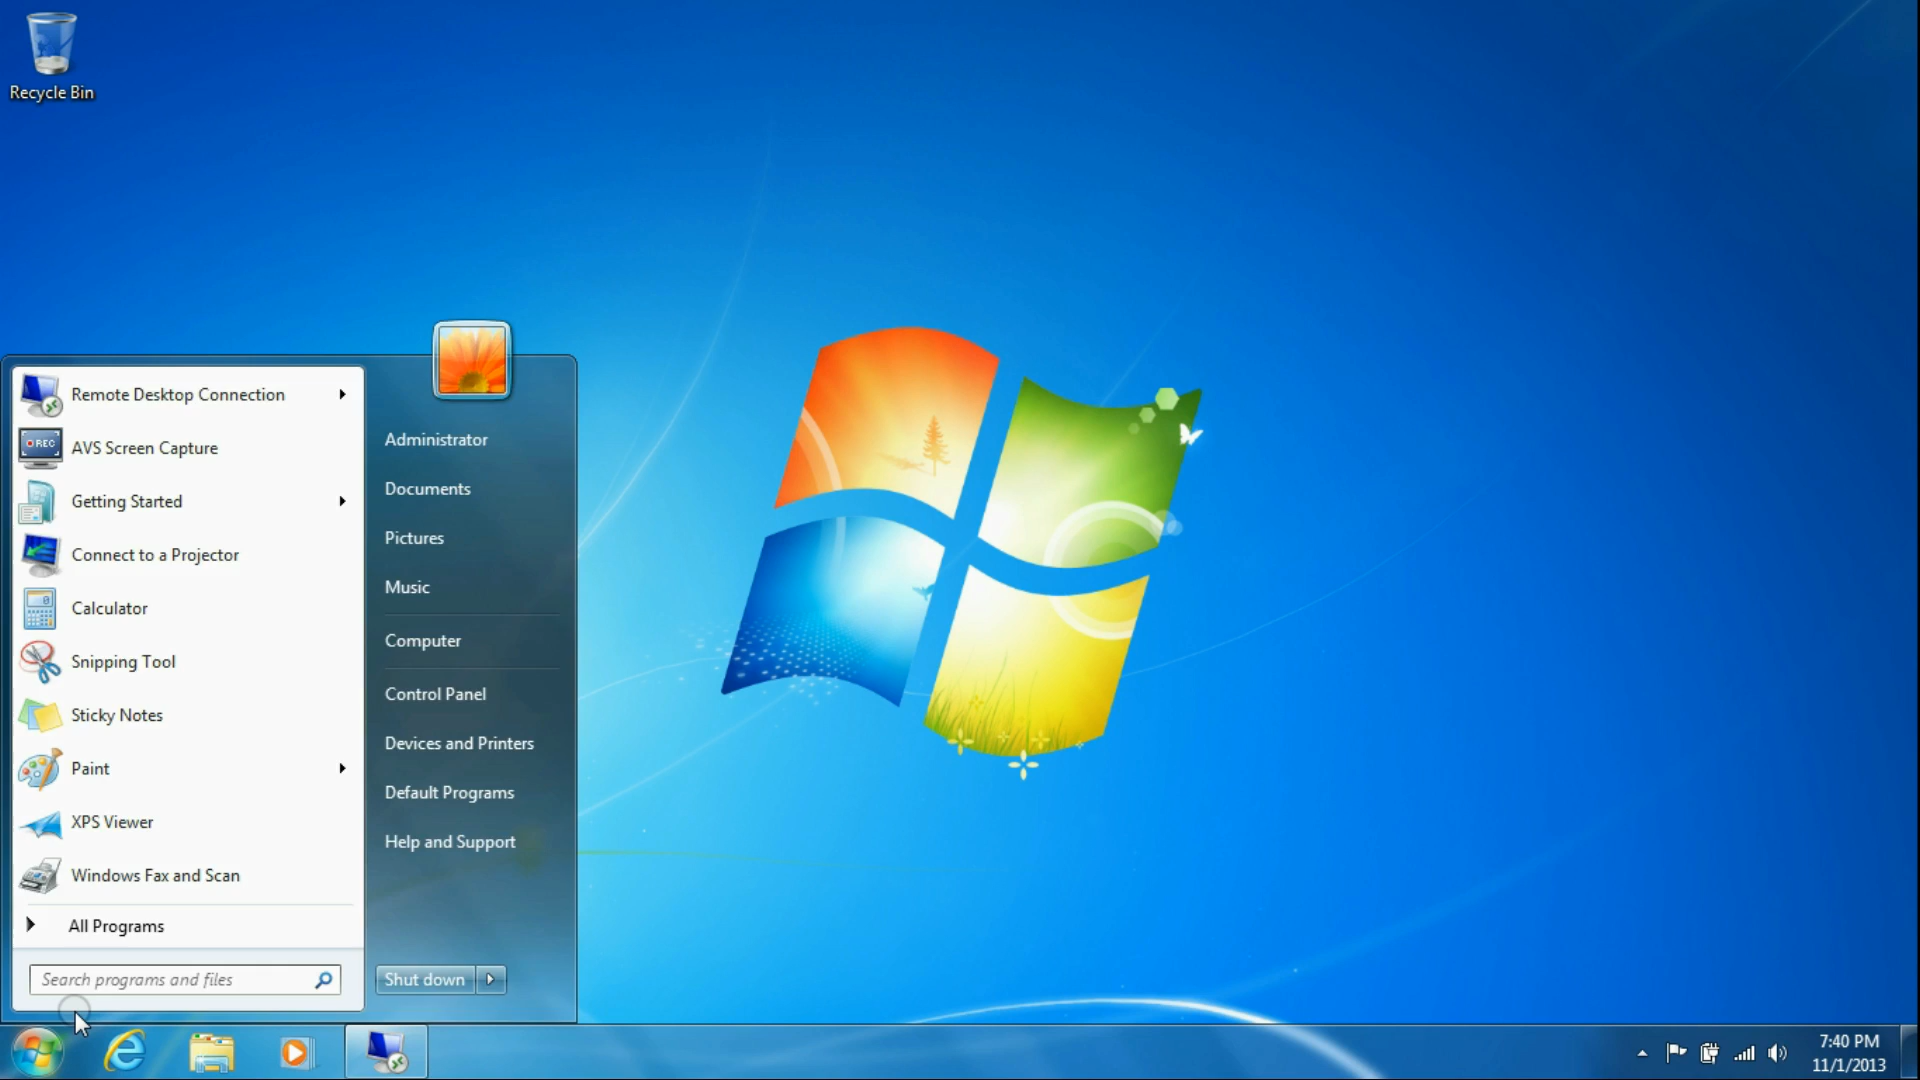 Recycle Bin
Remote Desktop Connection
REC
AVS Screen Capture
Getting Started
Connect to a Projector
Calculator
Snipping Tool
Sticky Notes
Paint
XPS Viewer
Windows Fax and Scan
All Programs
Search programs and files
Administrator
Documents
Pictures
Music
Computer
Control Panel
Devices and Printers
Default Programs
Help and Support
Shut down
7:40 PM
11/1/2013